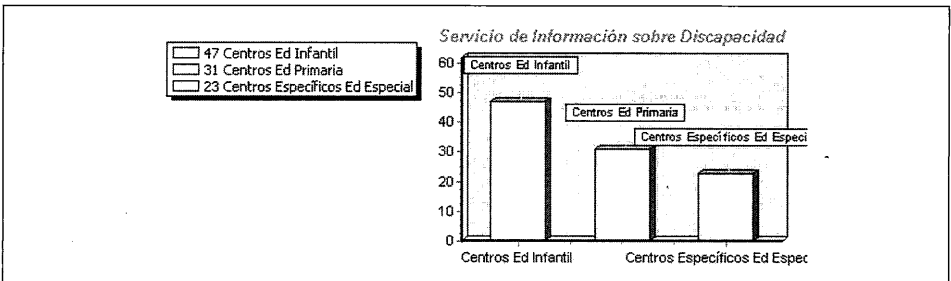 Servicio de Información sobre Discapacidad
47 Centros Ed Infantil
31 Centros Ed Primaria
23 Centros Específicos Ed Especial
60
Centros Ed Infantil
50
Centros Ed Primaria
40
Centros Específicos Ed Especi
30
20
10
0
Centros Ed Infantil
Centros Específicos Ed Espec